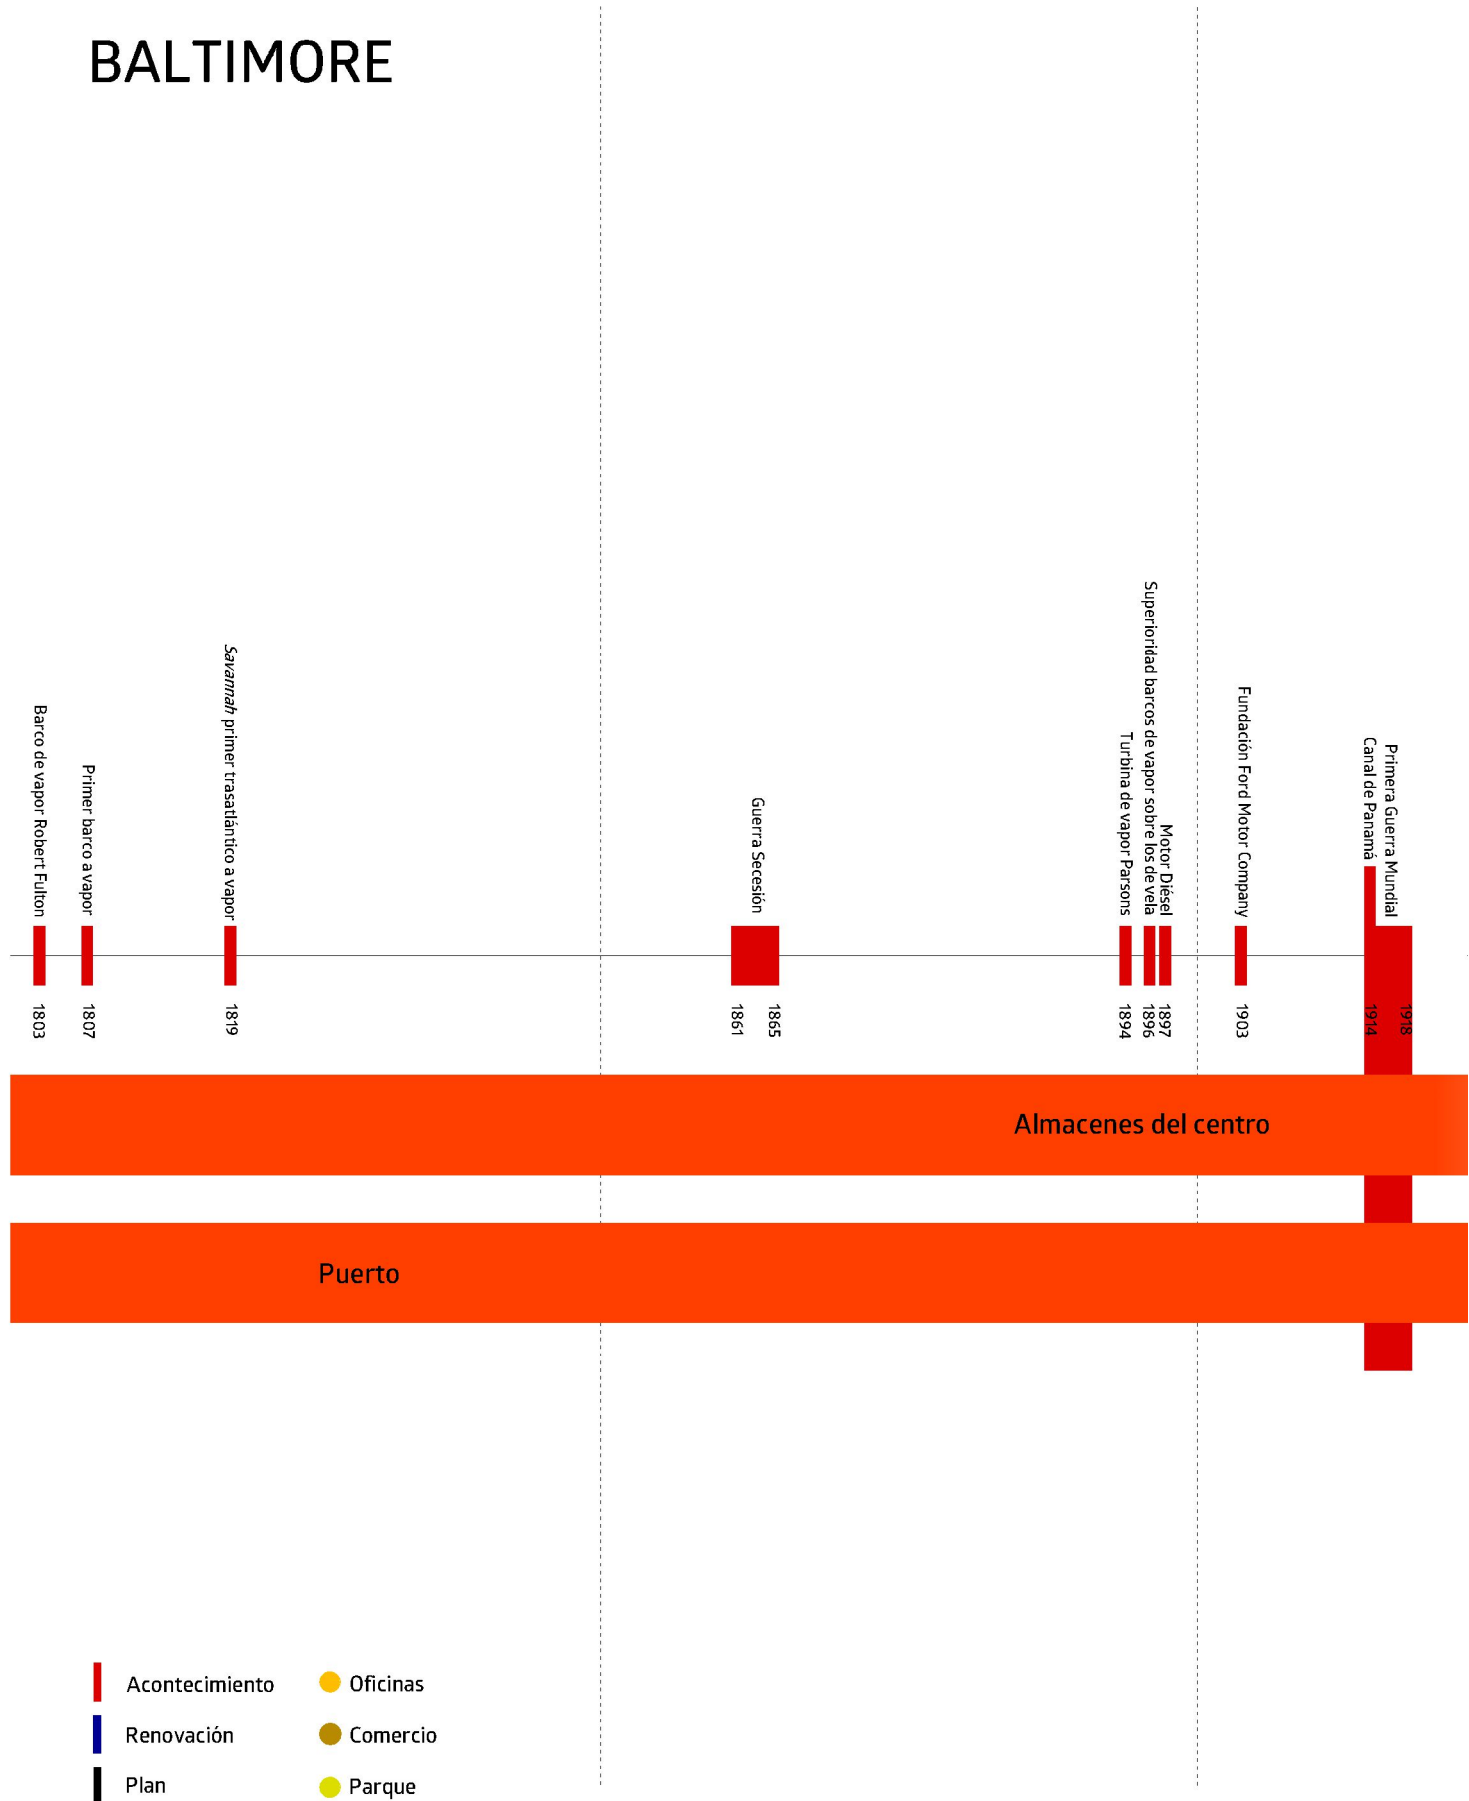 BALTIMORE
Barco de vapor Robert Fulton
Primer barco a vapor
Savannah primer trasatlántico a vapor
Guerra Secesión
Turbina de vapor Parsons
Superioridad barcos de vapor sobre los de vela
Motor Diésel
Fundación Ford Motor Company
Canal de Panamá
Primera Guerra Mundial
1803
1807
1819
1861
1865
1894
1896
1897
1903
1914
1918
Almacenes del centro
Puerto
Acontecimiento
Oficinas
Renovación
Comercio
Plan
Parque